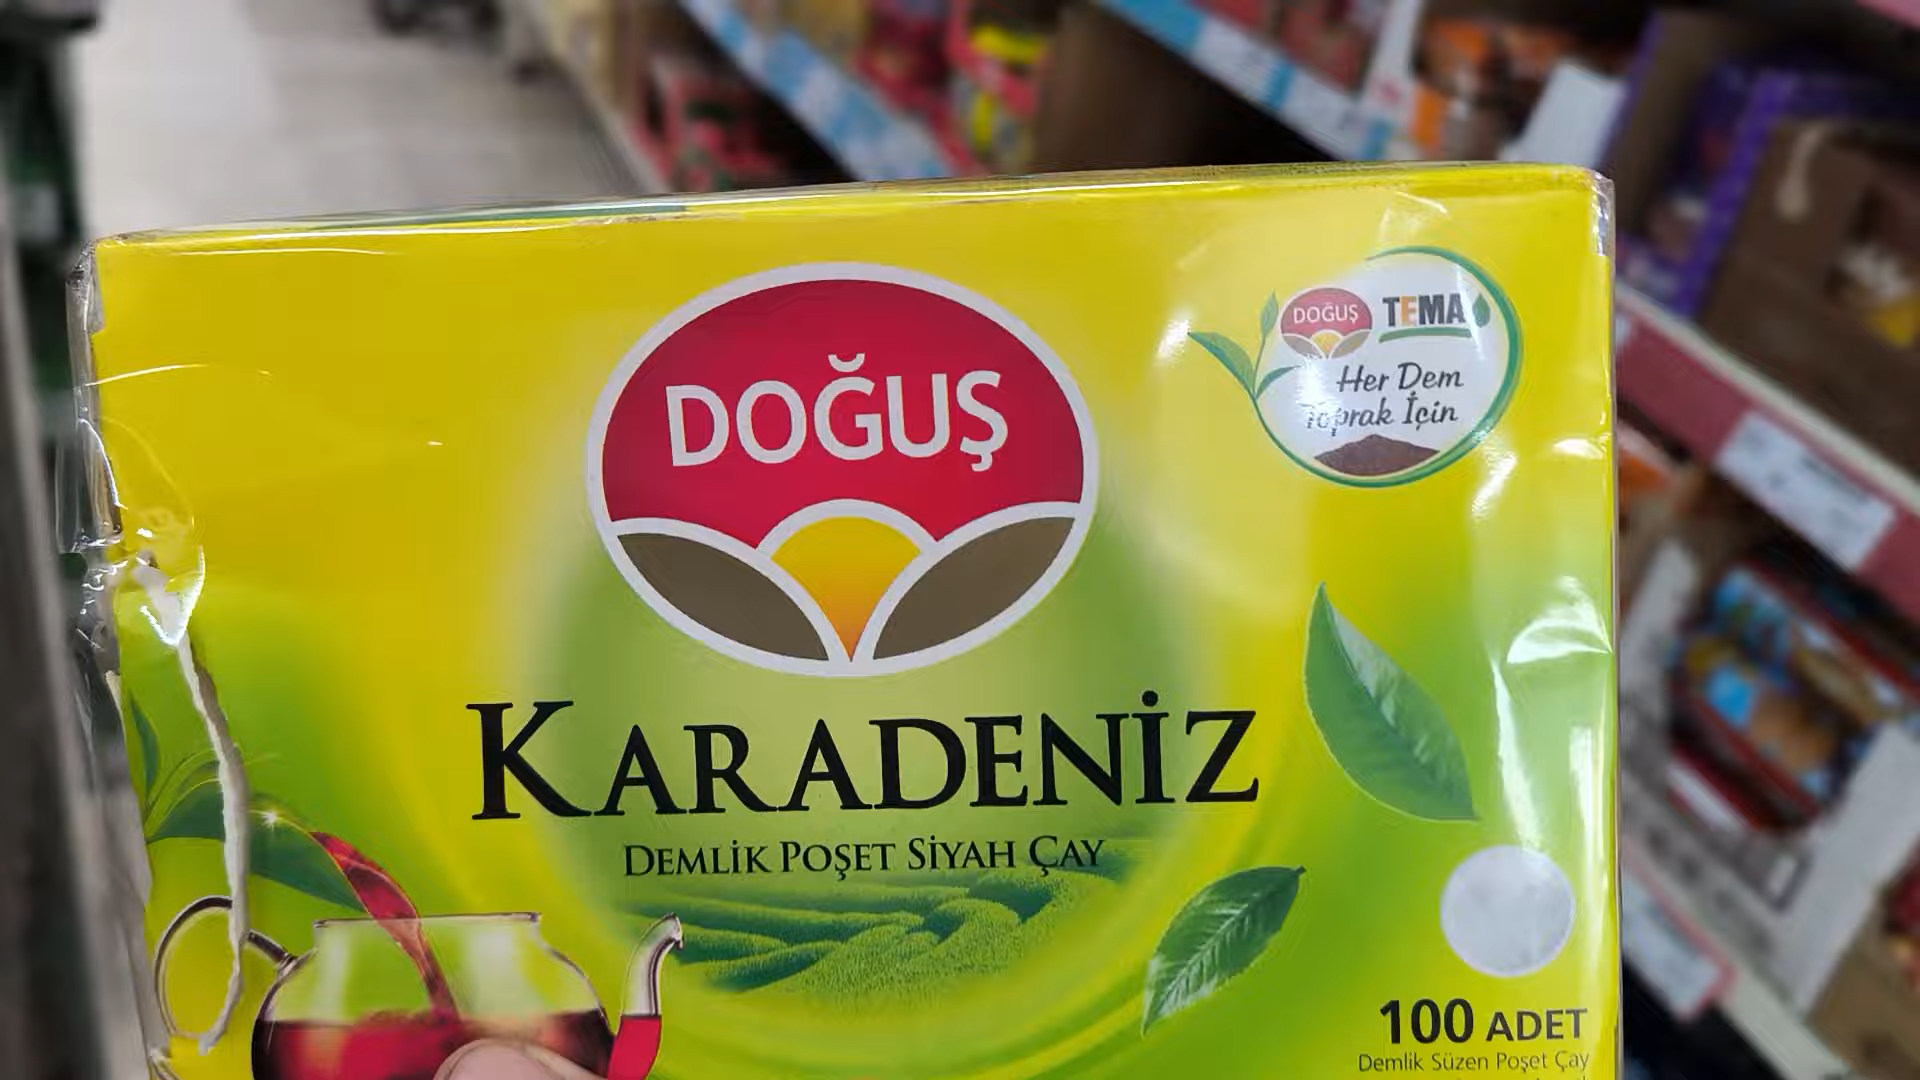 DOĞUŞ
DOĞUŞ TEMA
Her Dem
Toprak İçin
KARADENİZ
DEMLİK POŞET SİYAH ÇAY
100 ADET
Demlik Süzen Poşet Çay